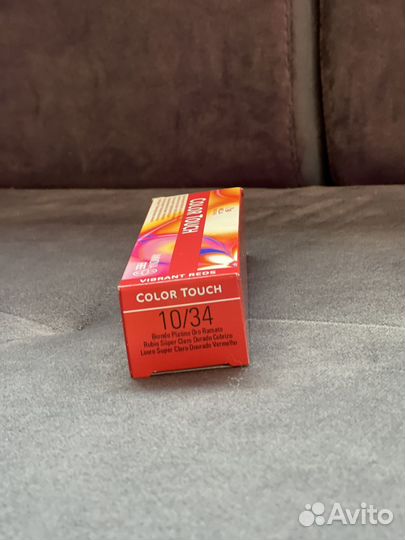 COLOR TOUCH
VIBRANT REDS
COLOR TOUCH
10/34
Biondo Platino Oro Ramato
Rubio Súper Claro Dorado Cobrizo
Louro Super Claro Dourado Vermelho
Avito